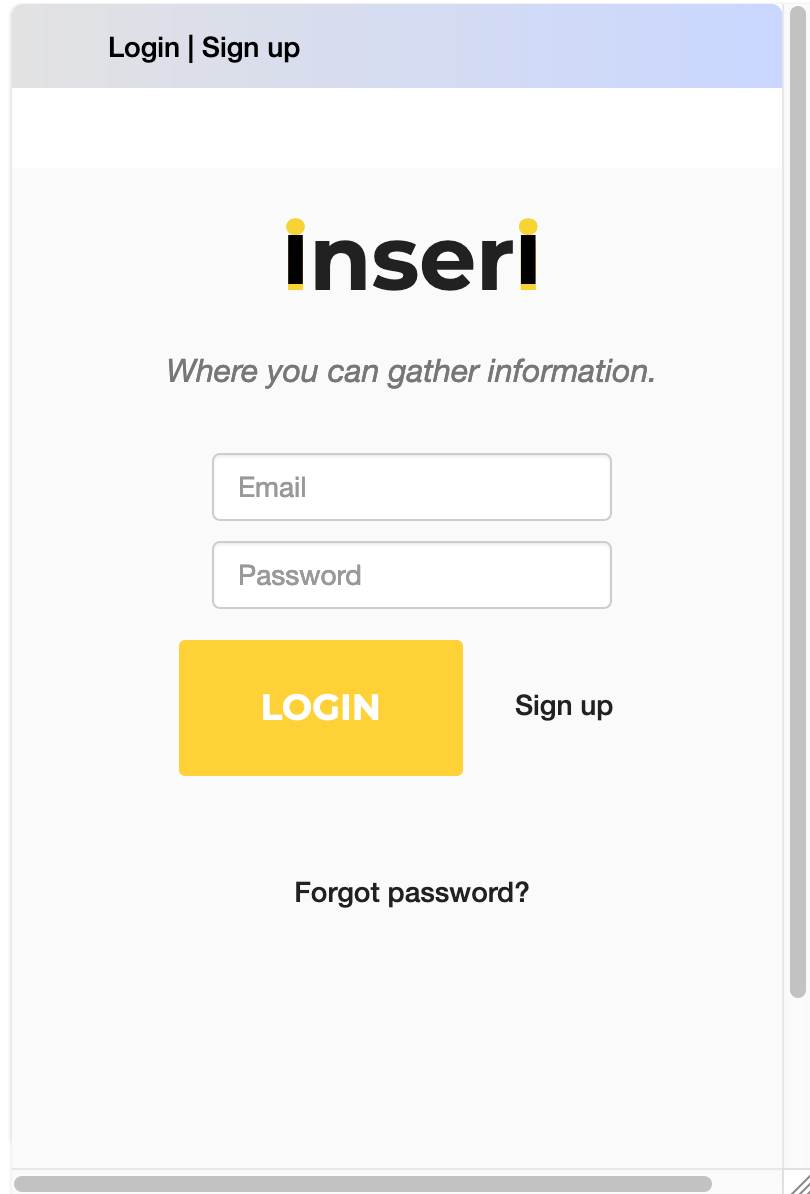 Login | Sign up
inseri
Where you can gather information.
Email
Password
LOGIN
Sign up
Forgot password?